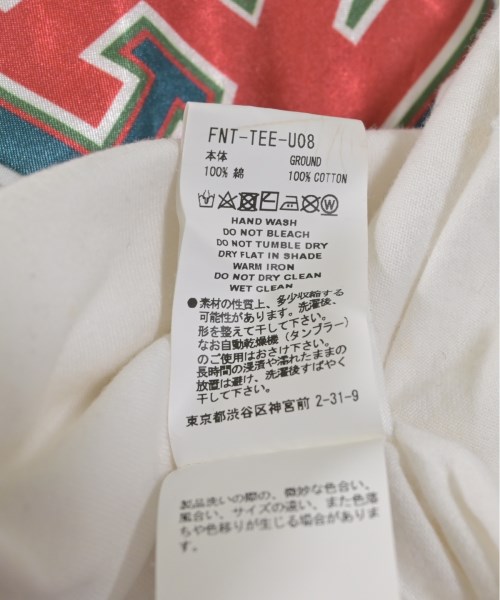 FNT-TEE-U08
本体 GROUND
100% 綿 100% COTTON
HAND WASH
DO NOT BLEACH
DO NOT TUMBLE DRY
DRY FLAT IN SHADE
WARM IRON
DO NOT DRY CLEAN
WET CLEAN
●素材の性質上、多少収縮する
可能性があります。洗濯後、
形を整えて干して下さい。
なお自動乾燥機(タンブラー)
のご使用はおさけ下さい。
長時間の浸漬や濡れたままの
放置は避け、洗濯後すばやく
干して下さい。
東京都渋谷区神宮前 2-31-9
製品洗いの際の、微妙な色合い、
風合い、サイズの違い、また色落
ちや色移りが生じる場合がありま
す。